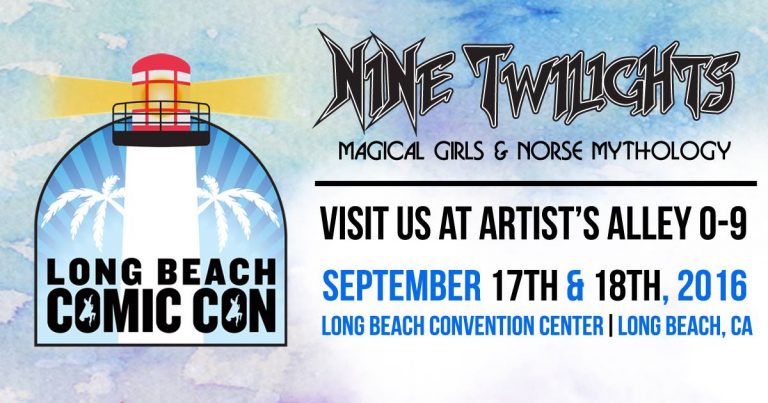 LONG BEACH
COMIC CON
NINE TWILIGHTS
MAGICAL GIRLS & NORSE MYTHOLOGY
VISIT US AT ARTIST'S ALLEY O-9
SEPTEMBER 17TH & 18TH, 2016
LONG BEACH CONVENTION CENTER | LONG BEACH, CA